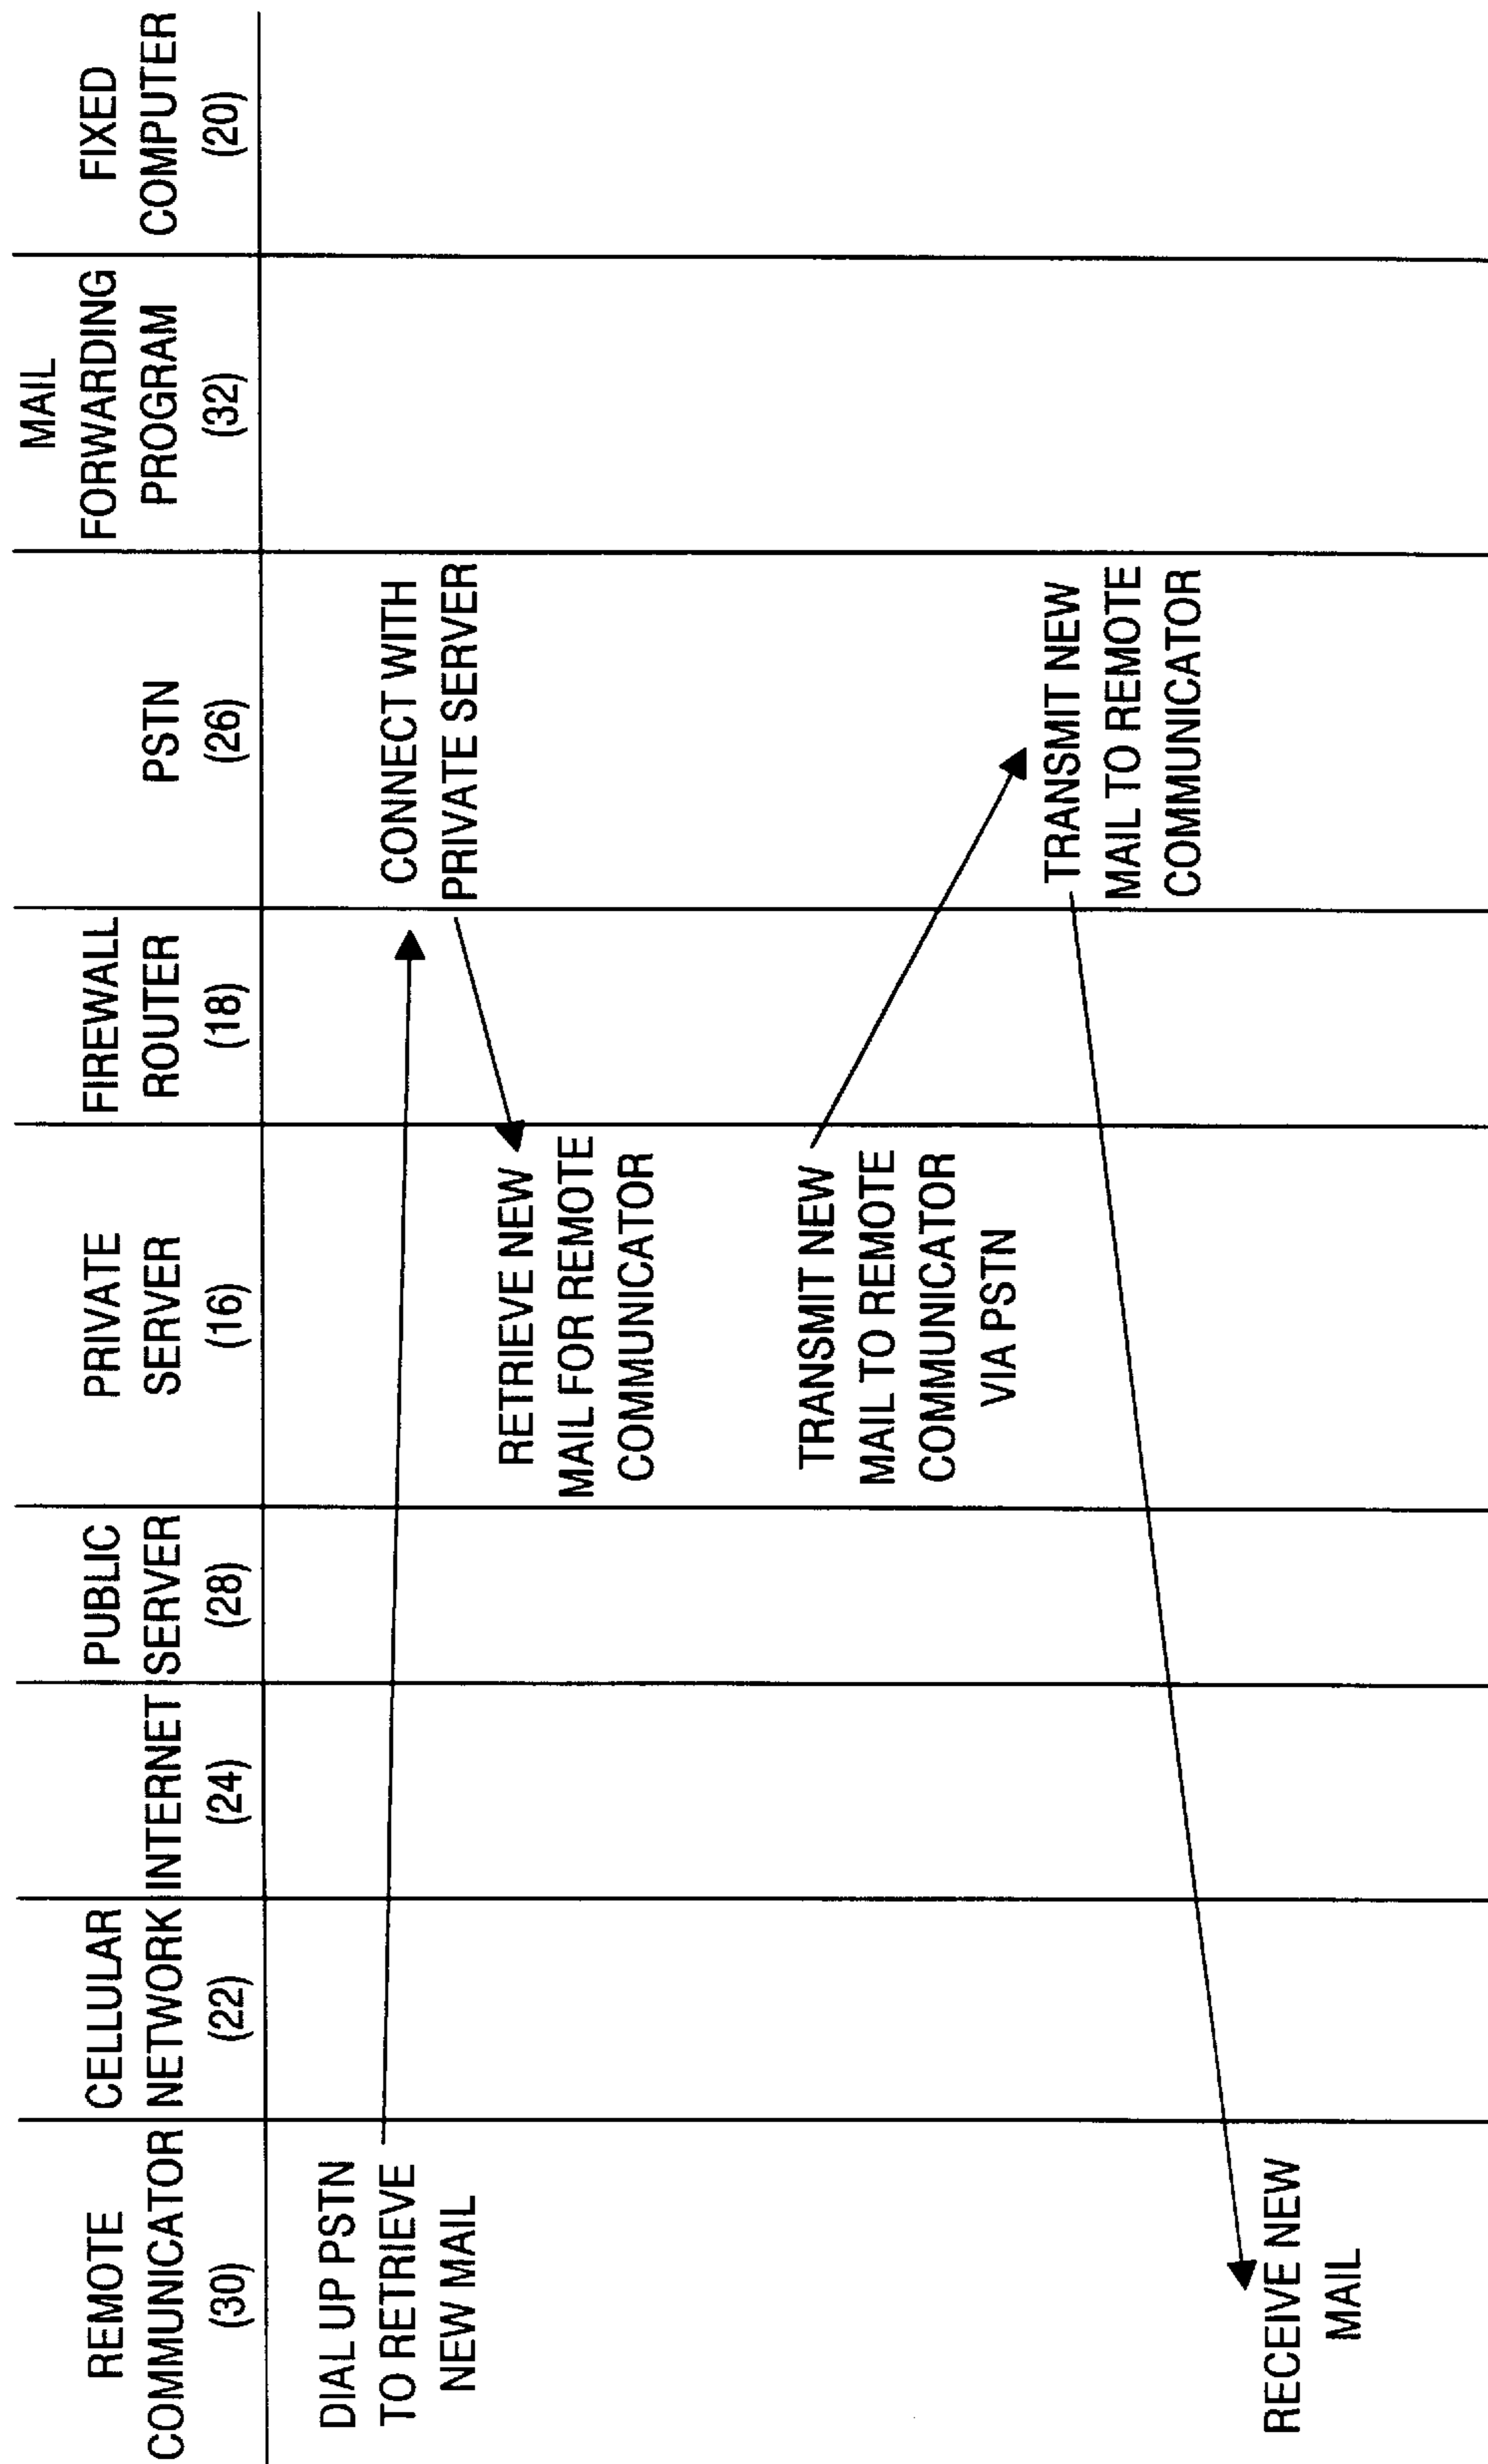 REMOTE
COMMUNICATOR
(30)
CELLULAR
NETWORK
(22)
INTERNET
(24)
PUBLIC
SERVER
(28)
PRIVATE
SERVER
(16)
FIREWALL
ROUTER
(18)
PSTN
(26)
MAIL
FORWARDING
PROGRAM
(32)
FIXED
COMPUTER
(20)
DIAL UP PSTN
TO RETRIEVE
NEW MAIL
CONNECT WITH
PRIVATE SERVER
RETRIEVE NEW
MAIL FOR REMOTE
COMMUNICATOR
TRANSMIT NEW
MAIL TO REMOTE
COMMUNICATOR
VIA PSTN
TRANSMIT NEW
MAIL TO REMOTE
COMMUNICATOR
RECEIVE NEW
MAIL